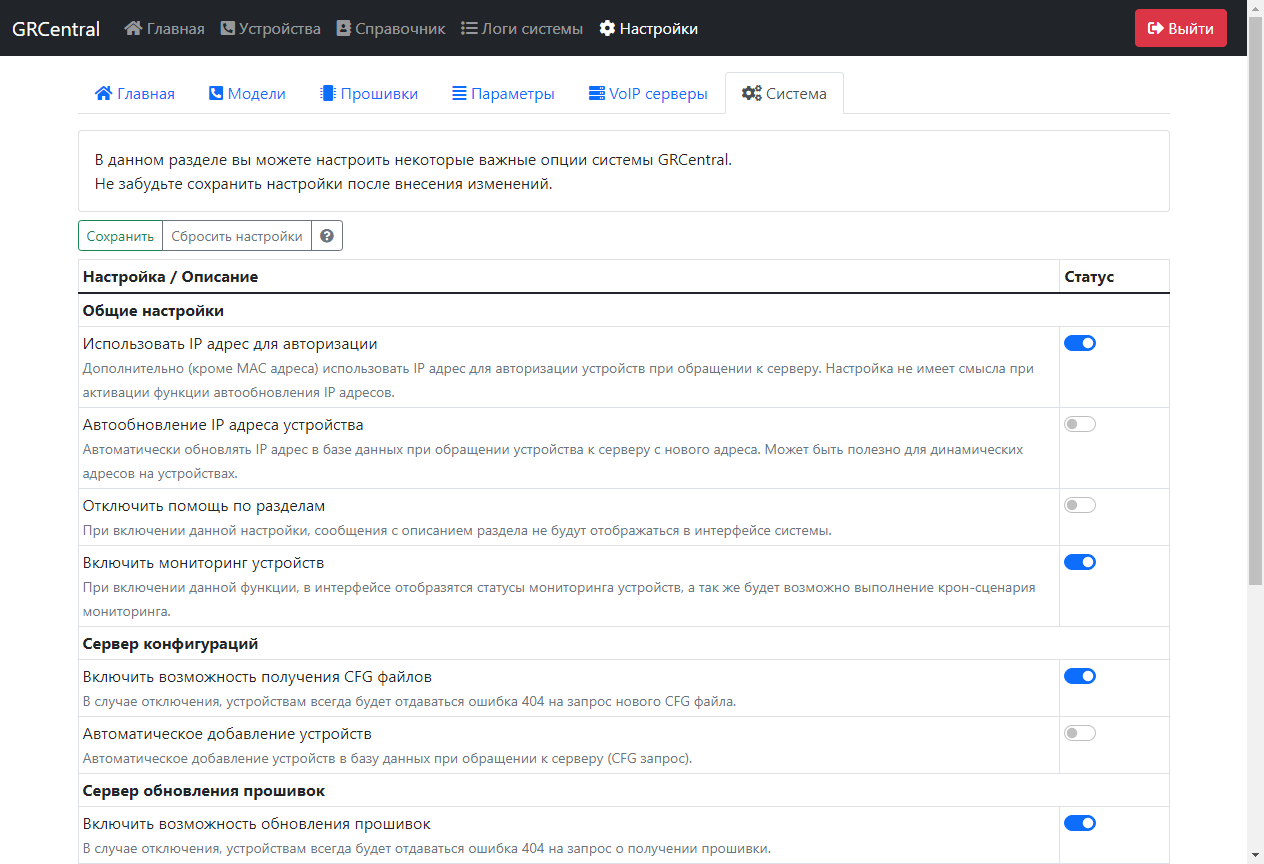 GRCentral Главная Устройства Справочник Логи системы Настройки Выйти
Главная Модели Прошивки Параметры VoIP серверы Система
В данном разделе вы можете настроить некоторые важные опции системы GRCentral.
Не забудьте сохранить настройки после внесения изменений.
Сохранить Сбросить настройки ?
Настройка / Описание Статус
Общие настройки
Использовать IP адрес для авторизации
Дополнительно (кроме MAC адреса) использовать IP адрес для авторизации устройств при обращении к серверу. Настройка не имеет смысла при
активации функции автообновления IP адресов.
Автообновление IP адреса устройства
Автоматически обновлять IP адрес в базе данных при обращении устройства к серверу с нового адреса. Может быть полезно для динамических
адресов на устройствах.
Отключить помощь по разделам
При включении данной настройки, сообщения с описанием раздела не будут отображаться в интерфейсе системы.
Включить мониторинг устройств
При включении данной функции, в интерфейсе отобразятся статусы мониторинга устройств, а так же будет возможно выполнение крон-сценария
мониторинга.
Сервер конфигураций
Включить возможность получения CFG файлов
В случае отключения, устройствам всегда будет отдаваться ошибка 404 на запрос нового CFG файла.
Автоматическое добавление устройств
Автоматическое добавление устройств в базу данных при обращении к серверу (CFG запрос).
Сервер обновления прошивок
Включить возможность обновления прошивок
В случае отключения, устройствам всегда будет отдаваться ошибка 404 на запрос о получении прошивки.